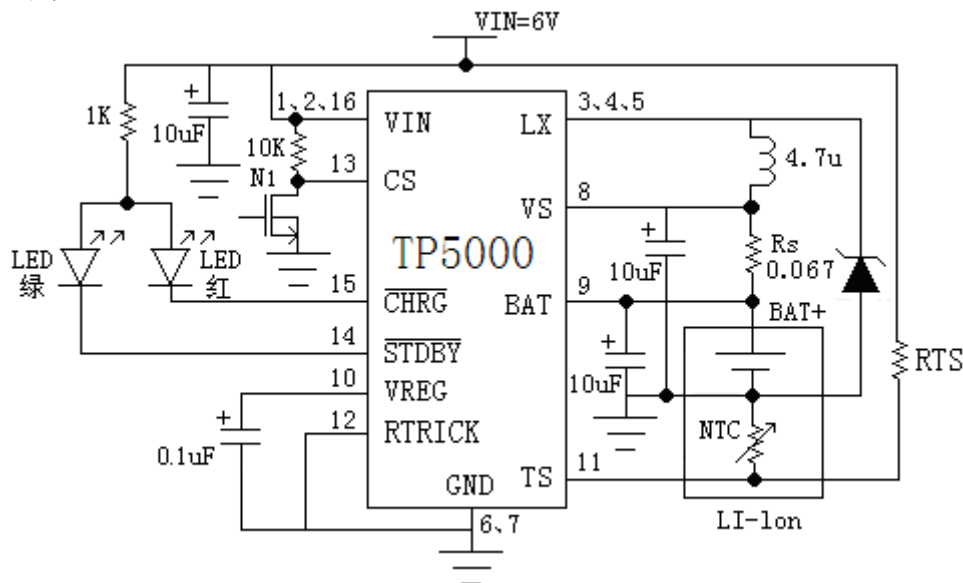 VIN=6V
1K
10uF
1、2、16
VIN
10K
N1
13
CS
3、4、5
LX
4.7u
8
VS
TP5000
LED
绿
LED
红
15
CHRG
14
STDBY
10
VREG
12
RTRICK
0.1uF
10uF
Rs
0.067
9
BAT
BAT+
10uF
RTS
NTC
11
TS
GND
6、7
LI-lon